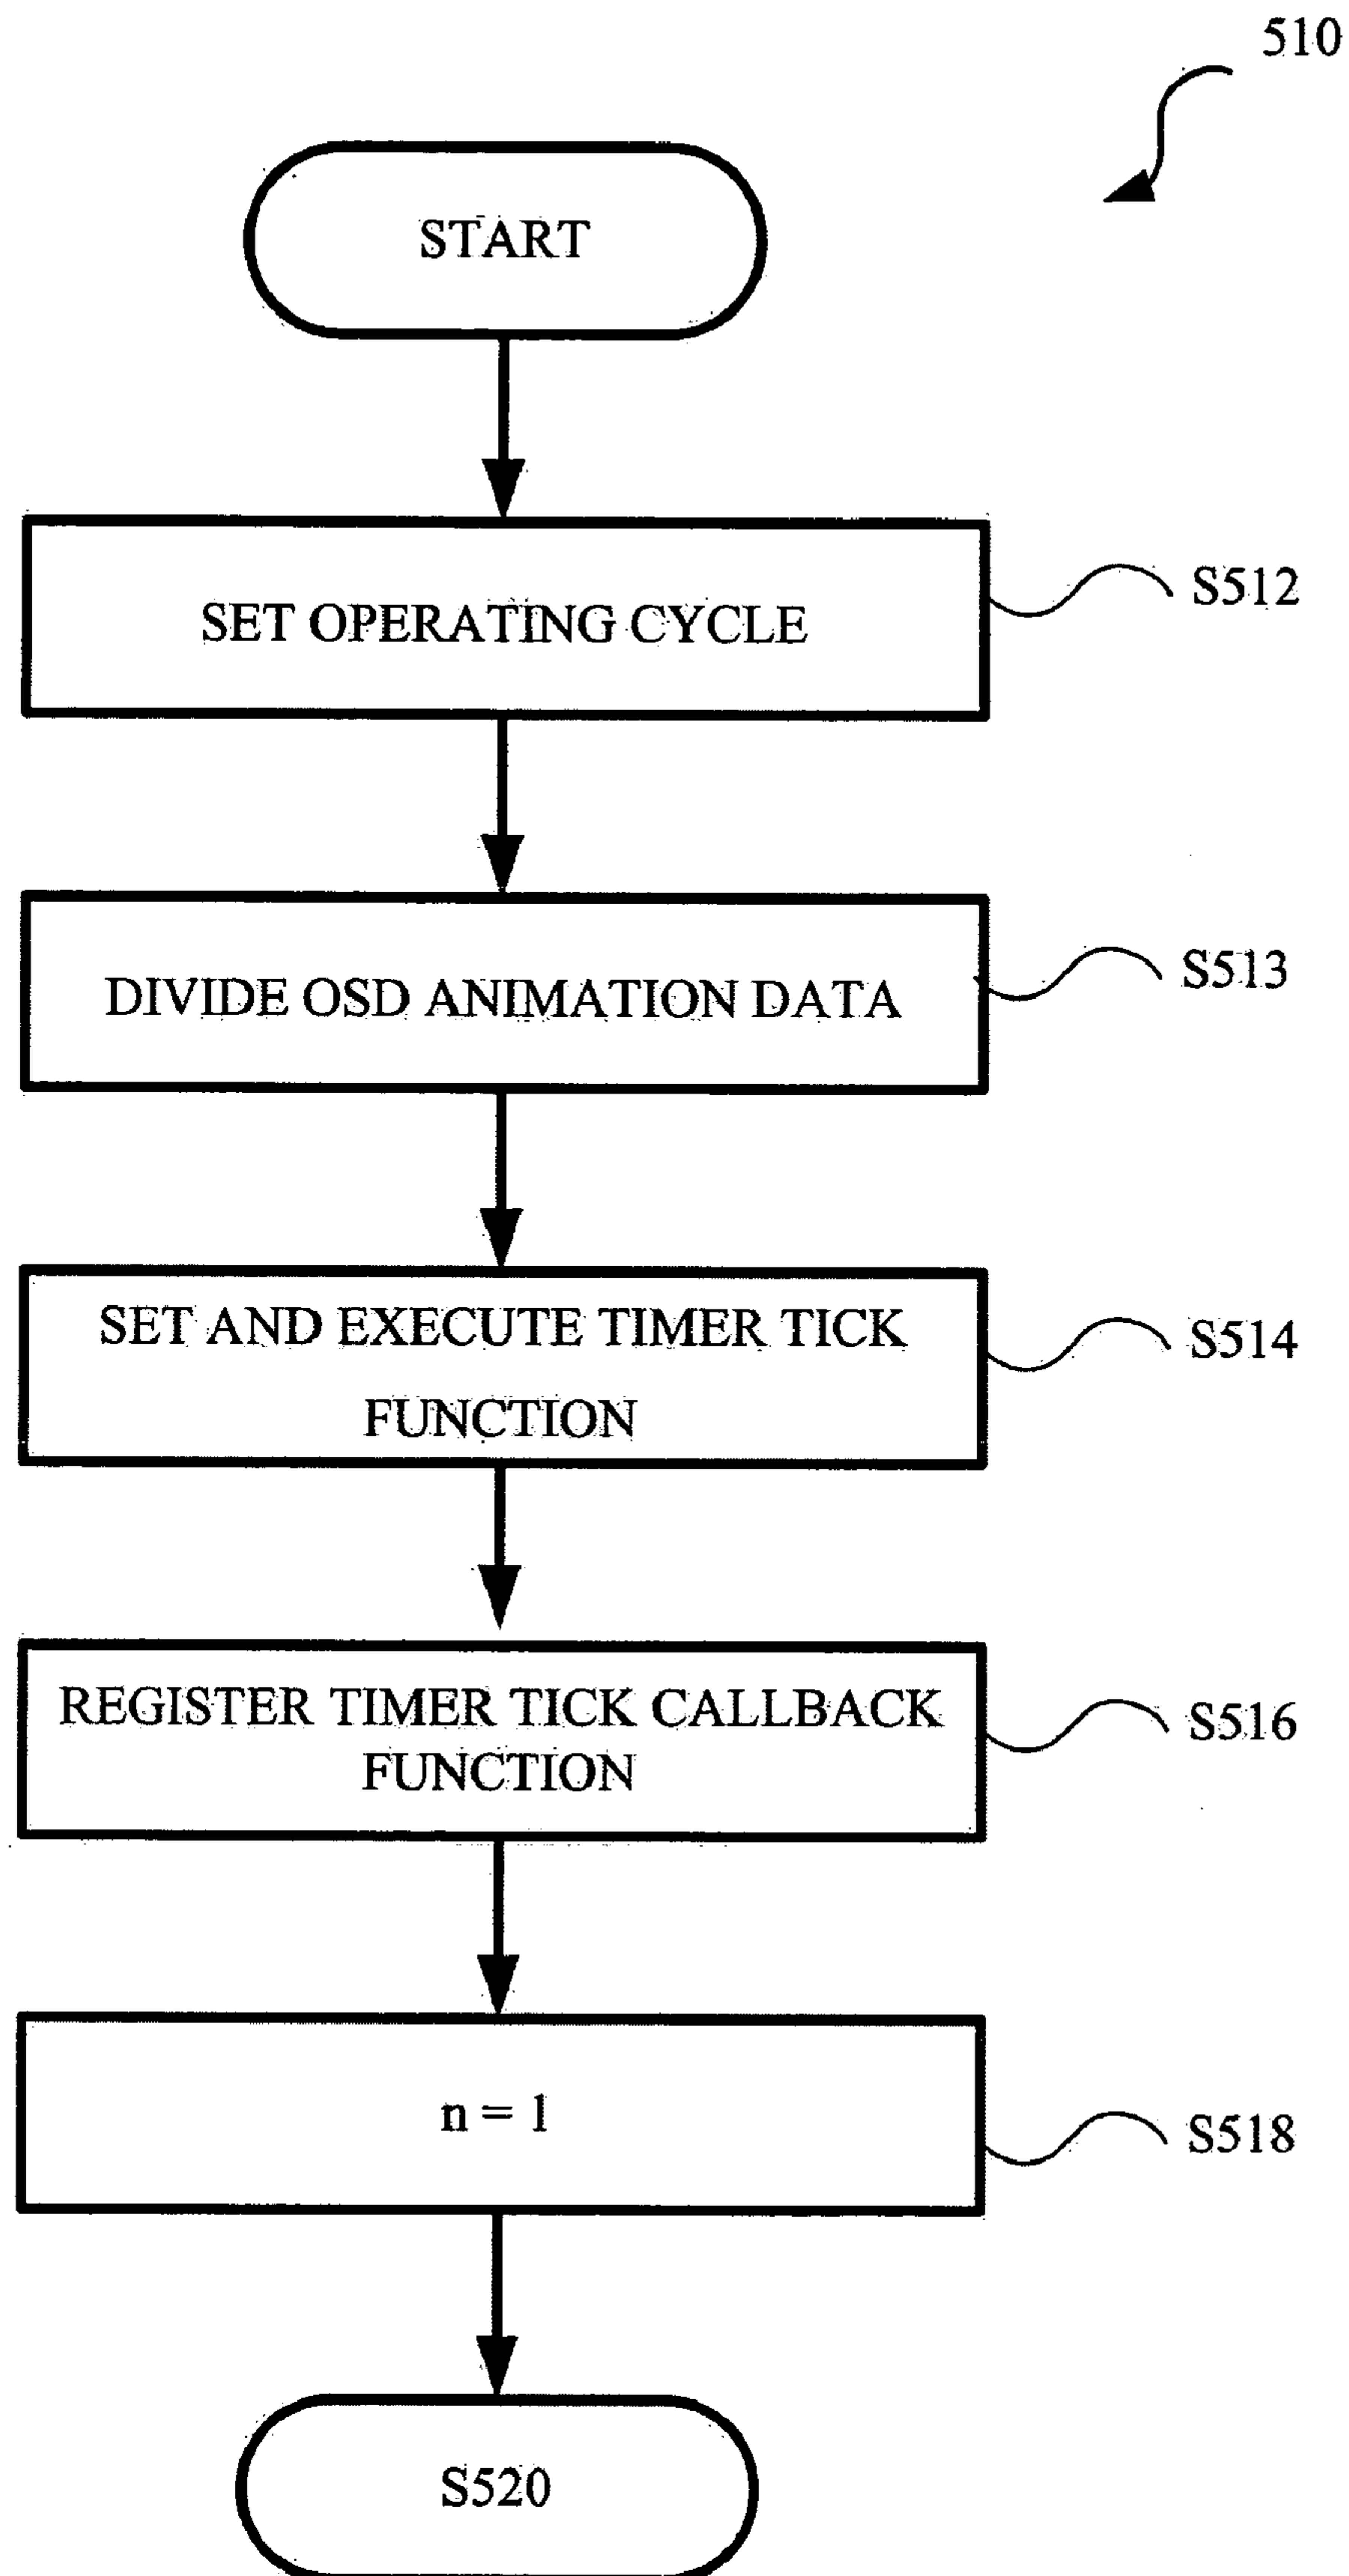 510
START
SET OPERATING CYCLE
S512
DIVIDE OSD ANIMATION DATA
S513
SET AND EXECUTE TIMER TICK
FUNCTION
S514
REGISTER TIMER TICK CALLBACK
FUNCTION
S516
n = 1
S518
S520